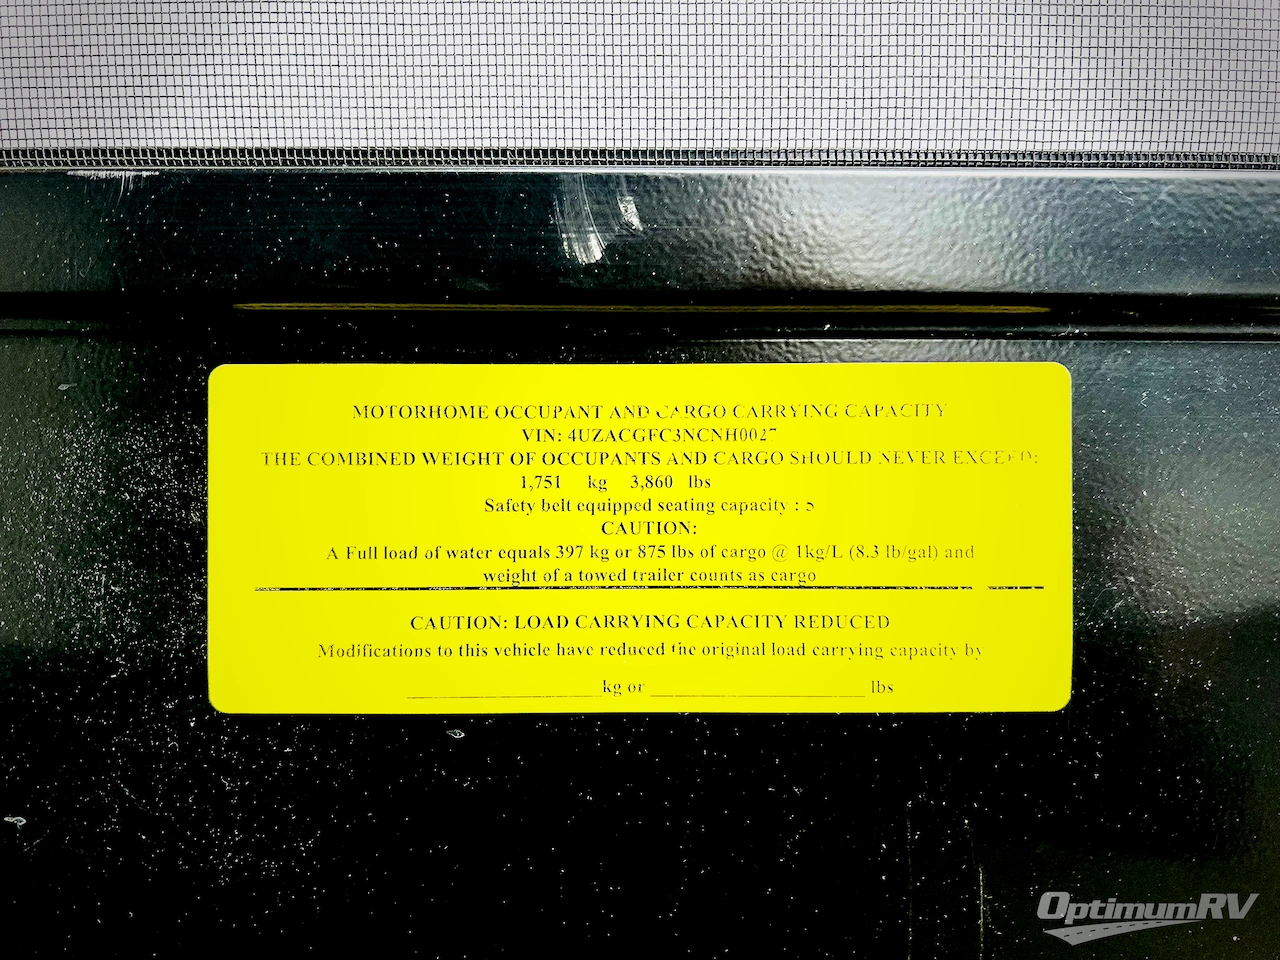 MOTORHOME OCCUPANT AND CARGO CARRYING CAPACITY
VIN: 4UZACGFC3NCNH0027
THE COMBINED WEIGHT OF OCCUPANTS AND CARGO SHOULD NEVER EXCEED:
1,751 kg 3,860 lbs
Safety belt equipped seating capacity : 5
CAUTION:
A Full load of water equals 397 kg or 875 lbs of cargo @ 1kg/L (8.3 lb/gal) and
weight of a towed trailer counts as cargo
CAUTION: LOAD CARRYING CAPACITY REDUCED
Modifications to this vehicle have reduced the original load carrying capacity by
kg or lbs
OptimumRV